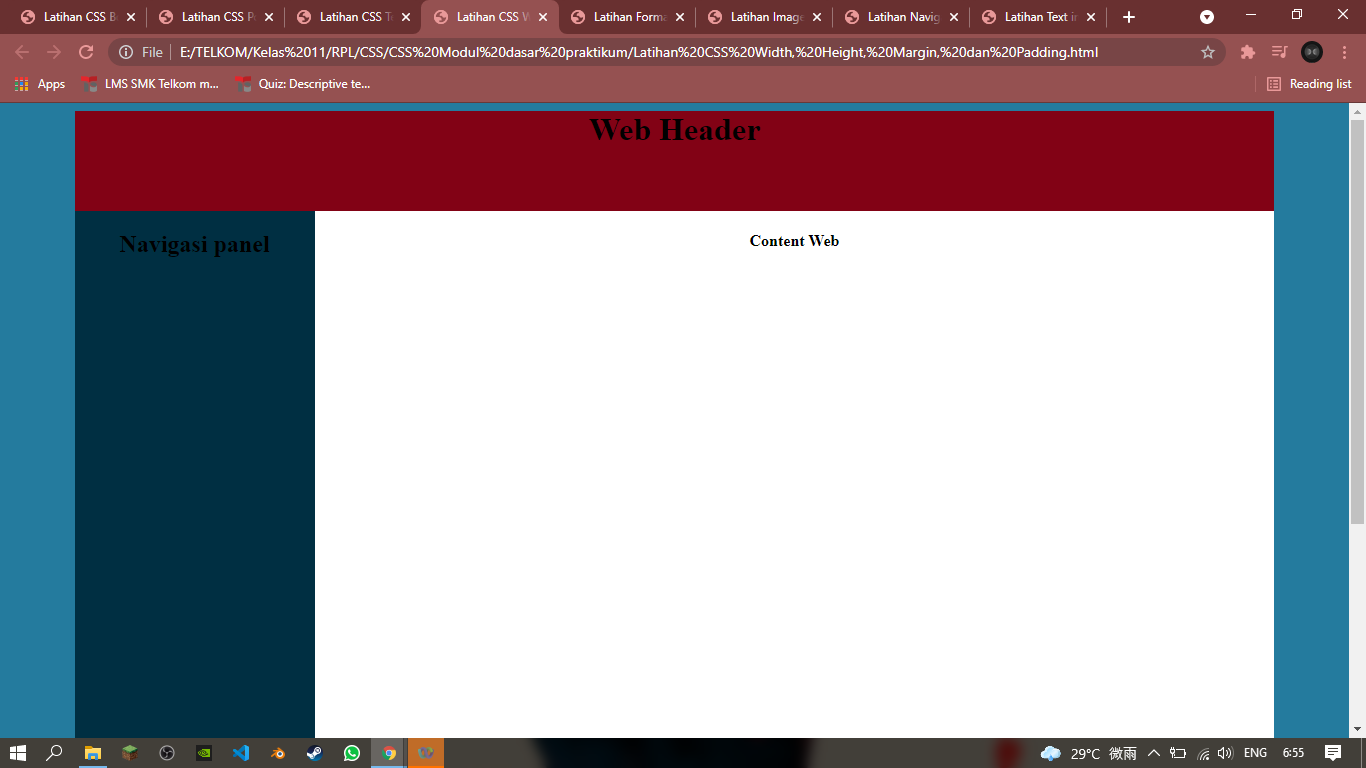 Latihan CSS B
Latihan CSS P
Latihan CSS T
Latihan CSS W
Latihan Forma
Latihan Image
Latihan Navig
Latihan Text i
File
E:/TELKOM/Kelas%2011/RPL/CSS/CSS%20Modul%20dasar%20praktikum/Latihan%20CSS%20Width,%20Height,%20Margin,%20dan%20Padding.html
Apps
LMS SMK Telkom m...
Quiz: Descriptive te...
Reading list
Web Header
Navigasi panel
Content Web
29°C 微雨
ENG
6:55